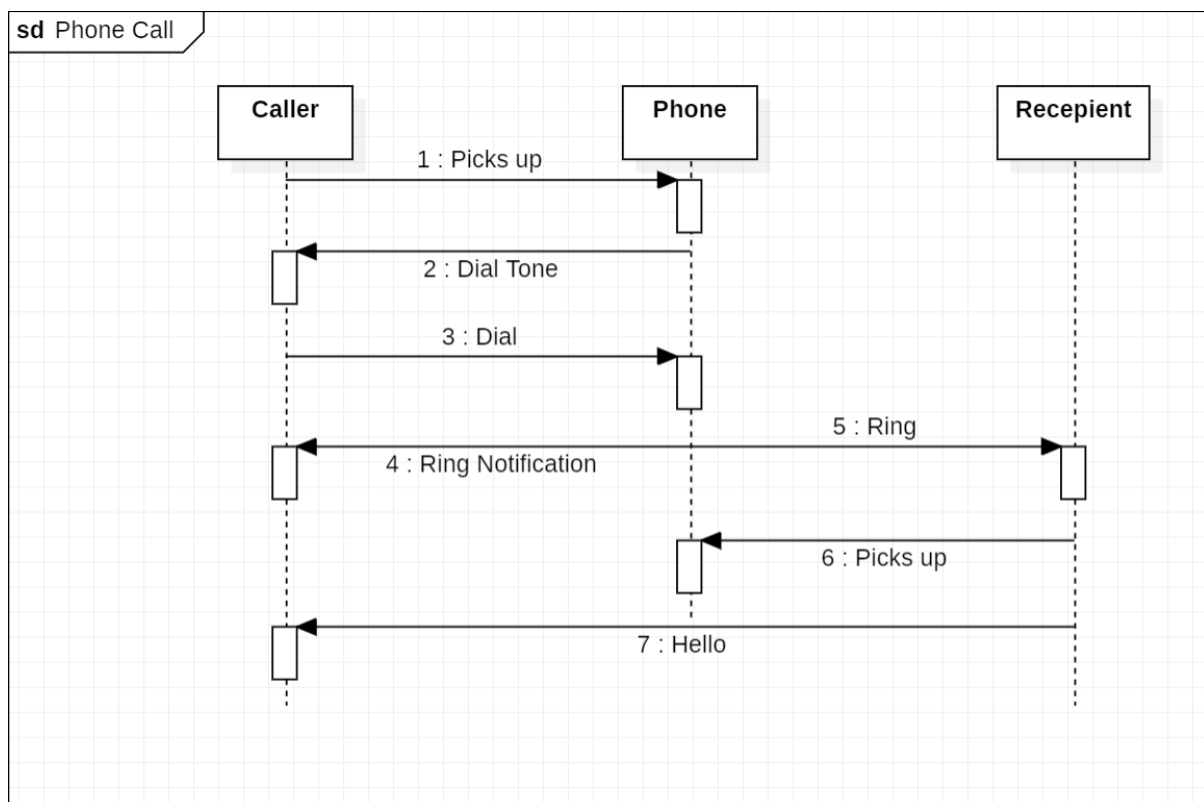 sd Phone Call
Caller
Phone
Recepient
1 : Picks up
2 : Dial Tone
3 : Dial
5 : Ring
4 : Ring Notification
6 : Picks up
7 : Hello